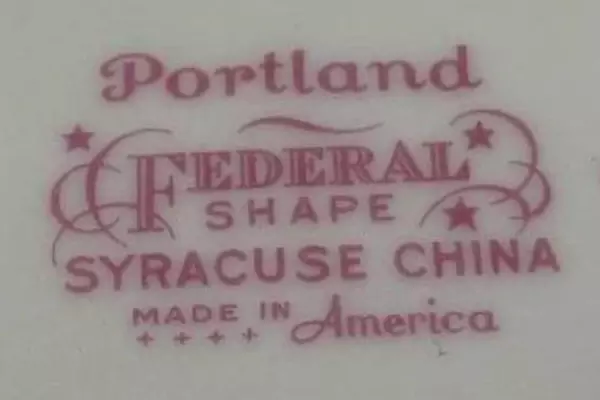 Portland
FEDERAL
SHAPE
SYRACUSE CHINA
MADE IN America
++++